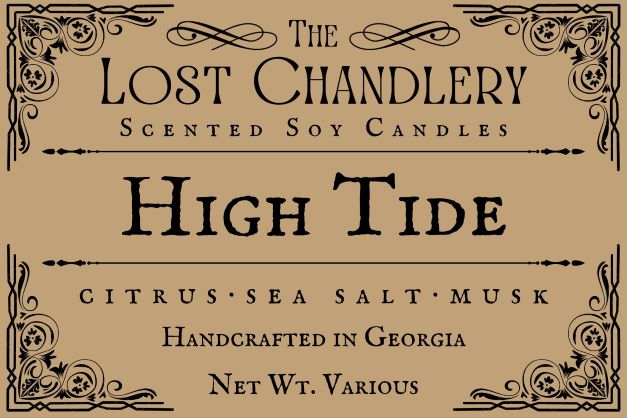 The
Lost Chandlery
Scented Soy Candles
High Tide
citrus·sea salt·musk
Handcrafted in Georgia
Net Wt. Various